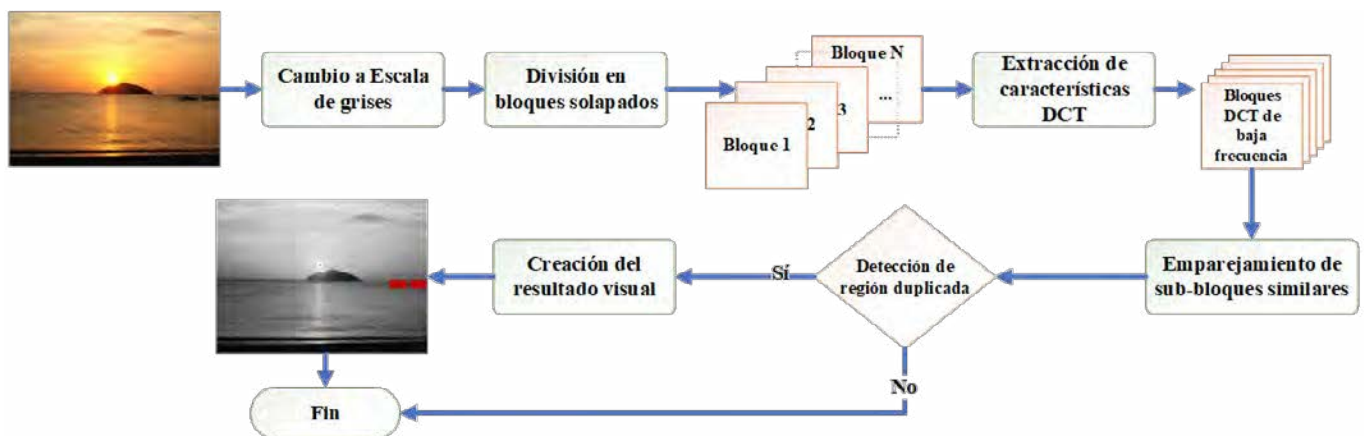 Cambio a Escala
de grises
División en
bloques solapados
Bloque N
...
3
2
Bloque 1
Extracción de
características
DCT
Bloques
DCT de
baja
frecuencia
Emparejamiento de
sub-bloques similares
Detección de
región duplicada
Sí
No
Creación del
resultado visual
Fin